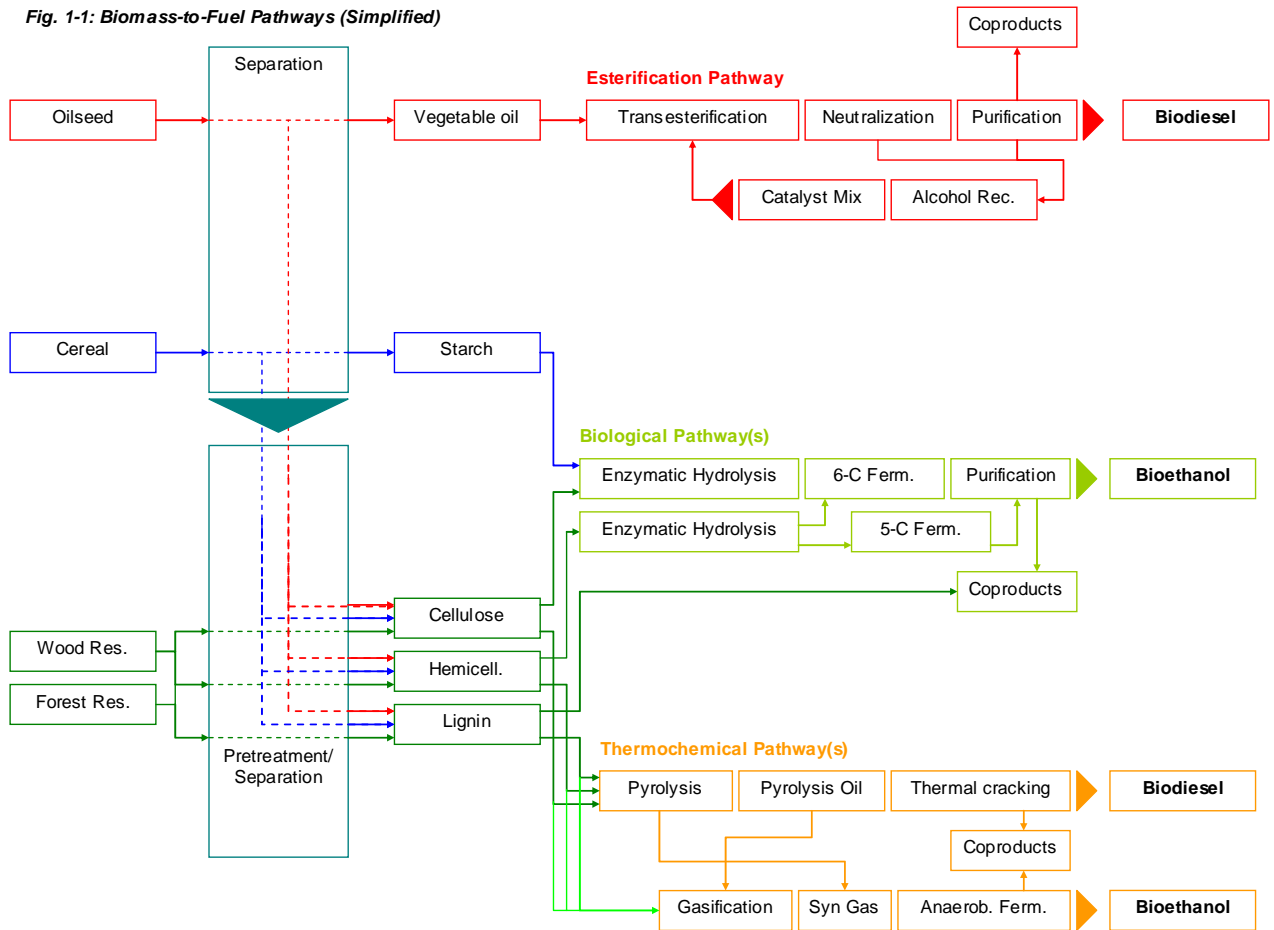 Fig. 1-1: Biomass-to-Fuel Pathways (Simplified)
Coproducts
Separation
Esterification Pathway
Oilseed
Vegetable oil
Transesterification
Neutralization
Purification
Biodiesel
Catalyst Mix
Alcohol Rec.
Cereal
Starch
Biological Pathway(s)
Enzymatic Hydrolysis
6-C Ferm.
Purification
Bioethanol
Enzymatic Hydrolysis
5-C Ferm.
Coproducts
Cellulose
Wood Res.
Hemicell.
Forest Res.
Lignin
Pretreatment/
Separation
Thermochemical Pathway(s)
Pyrolysis
Pyrolysis Oil
Thermal cracking
Biodiesel
Coproducts
Gasification
Syn Gas
Anaerob. Ferm.
Bioethanol